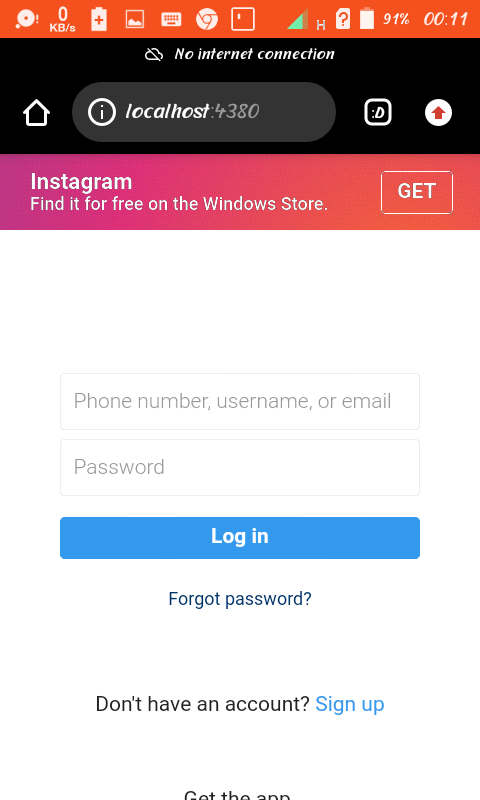 0
KB/s
H
91%
00:11
No internet connection
localhost:4380
:D
Instagram
Find it for free on the Windows Store.
GET
Phone number, username, or email
Password
Log in
Forgot password?
Don't have an account? Sign up
Get the app